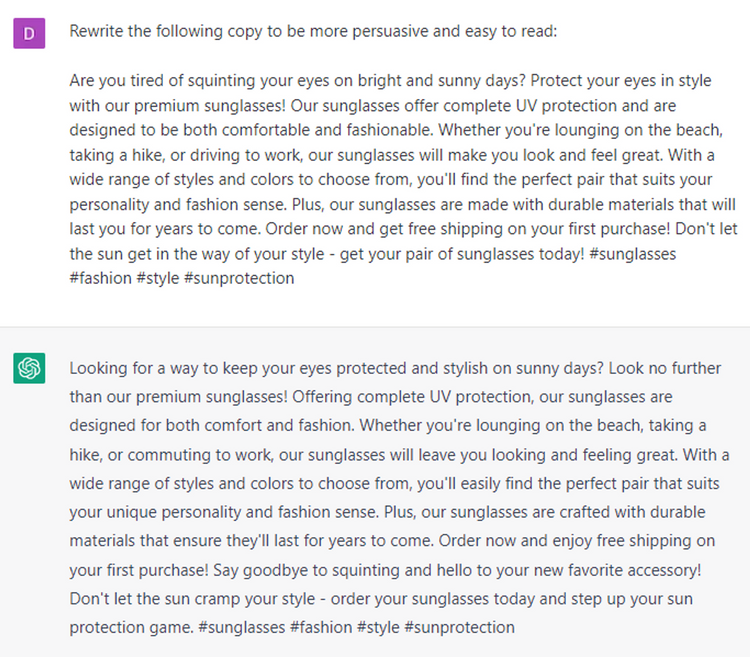 D
Rewrite the following copy to be more persuasive and easy to read:
Are you tired of squinting your eyes on bright and sunny days? Protect your eyes in style
with our premium sunglasses! Our sunglasses offer complete UV protection and are
designed to be both comfortable and fashionable. Whether you're lounging on the beach,
taking a hike, or driving to work, our sunglasses will make you look and feel great. With a
wide range of styles and colors to choose from, you'll find the perfect pair that suits your
personality and fashion sense. Plus, our sunglasses are made with durable materials that will
last you for years to come. Order now and get free shipping on your first purchase! Don't let
the sun get in the way of your style - get your pair of sunglasses today! #sunglasses
#fashion #style #sunprotection
Looking for a way to keep your eyes protected and stylish on sunny days? Look no further
than our premium sunglasses! Offering complete UV protection, our sunglasses are
designed for both comfort and fashion. Whether you're lounging on the beach, taking a
hike, or commuting to work, our sunglasses will leave you looking and feeling great. With a
wide range of styles and colors to choose from, you'll easily find the perfect pair that suits
your unique personality and fashion sense. Plus, our sunglasses are crafted with durable
materials that ensure they'll last for years to come. Order now and enjoy free shipping on
your first purchase! Say goodbye to squinting and hello to your new favorite accessory!
Don't let the sun cramp your style - order your sunglasses today and step up your sun
protection game. #sunglasses #fashion #style #sunprotection